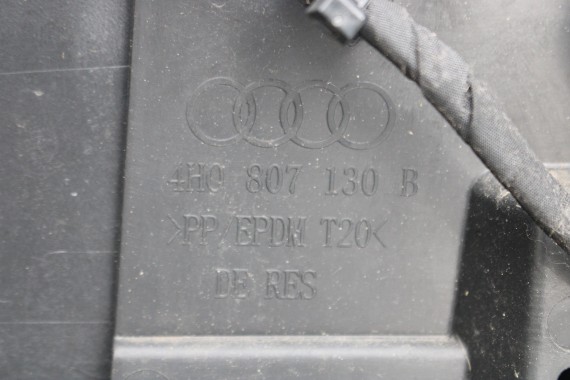 4H0 807 130 B
>PP EPDM T20<
DE RES